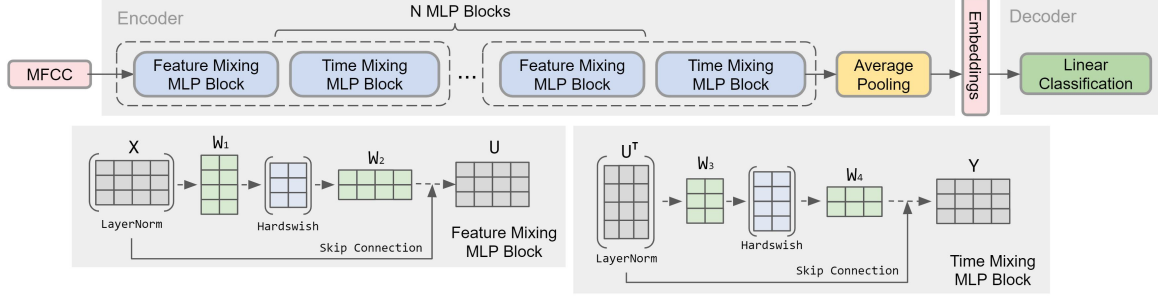 Encoder
N MLP Blocks
Decoder
MFCC
Feature Mixing
MLP Block
Time Mixing
MLP Block
...
Feature Mixing
MLP Block
Time Mixing
MLP Block
Average
Pooling
Embeddings
Linear
Classification
X
W₁
W₂
U
LayerNorm
Hardswish
Skip Connection
Feature Mixing
MLP Block
Uᵀ
W₃
W₄
Y
LayerNorm
Hardswish
Skip Connection
Time Mixing
MLP Block